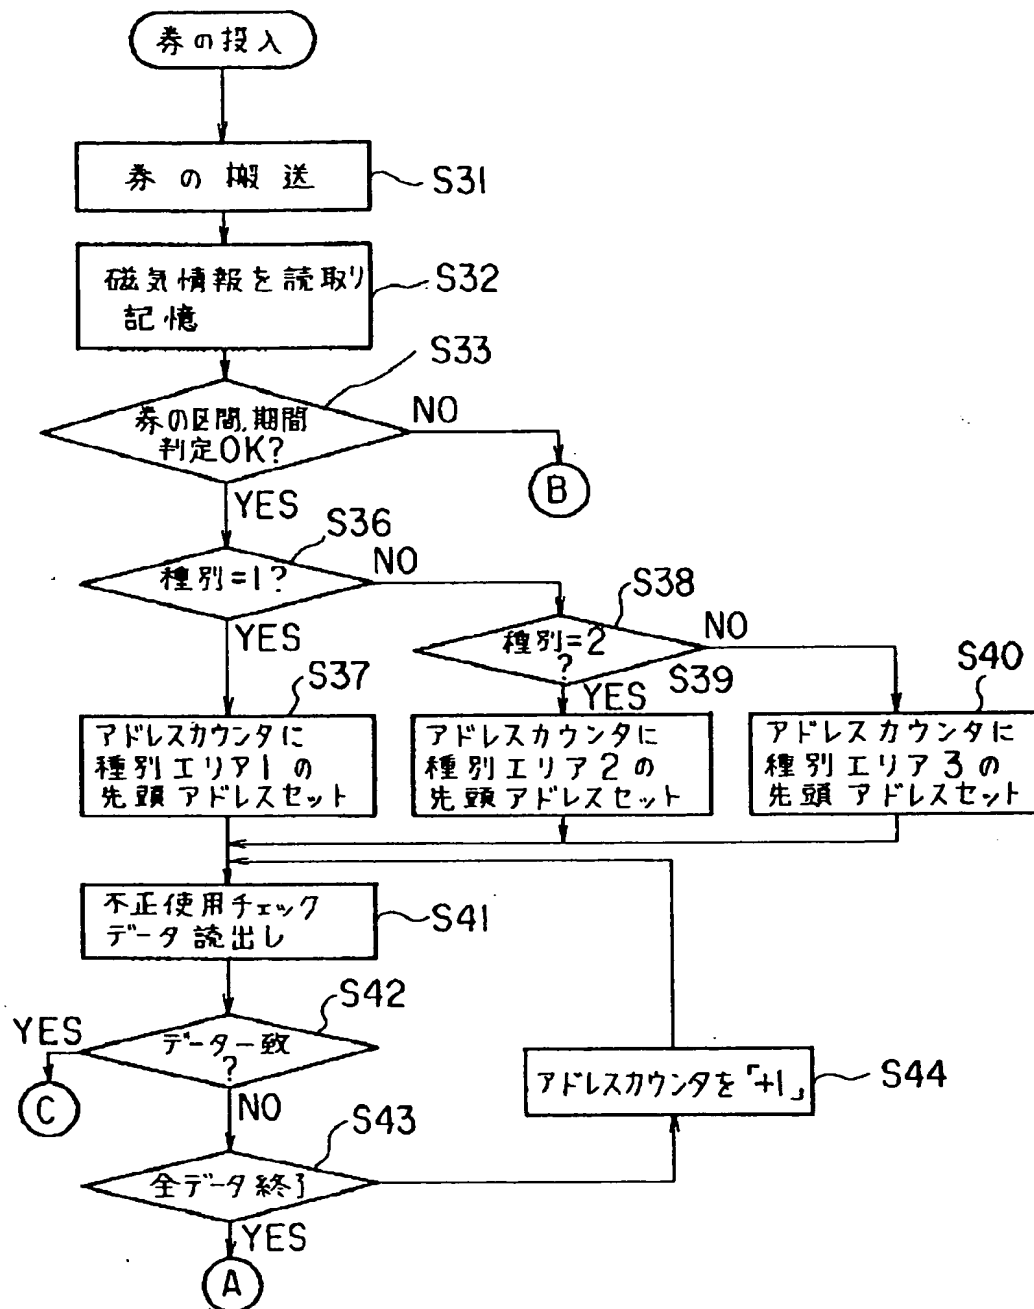 券の投入
券の搬送
S31
磁気情報を読取り
記憶
S32
S33
券の区間,期間
判定OK?
NO
B
YES
S36
種別=1?
NO
YES
S38
種別=2
?
NO
YES
S39
S40
S37
アドレスカウンタに
種別エリア1の
先頭アドレスセット
アドレスカウンタに
種別エリア2の
先頭アドレスセット
アドレスカウンタに
種別エリア3の
先頭アドレスセット
不正使用チェック
データ読出し
S41
S42
YES
データ一致
?
C
NO
アドレスカウンタを「+1」
S44
S43
全データ終了
YES
A